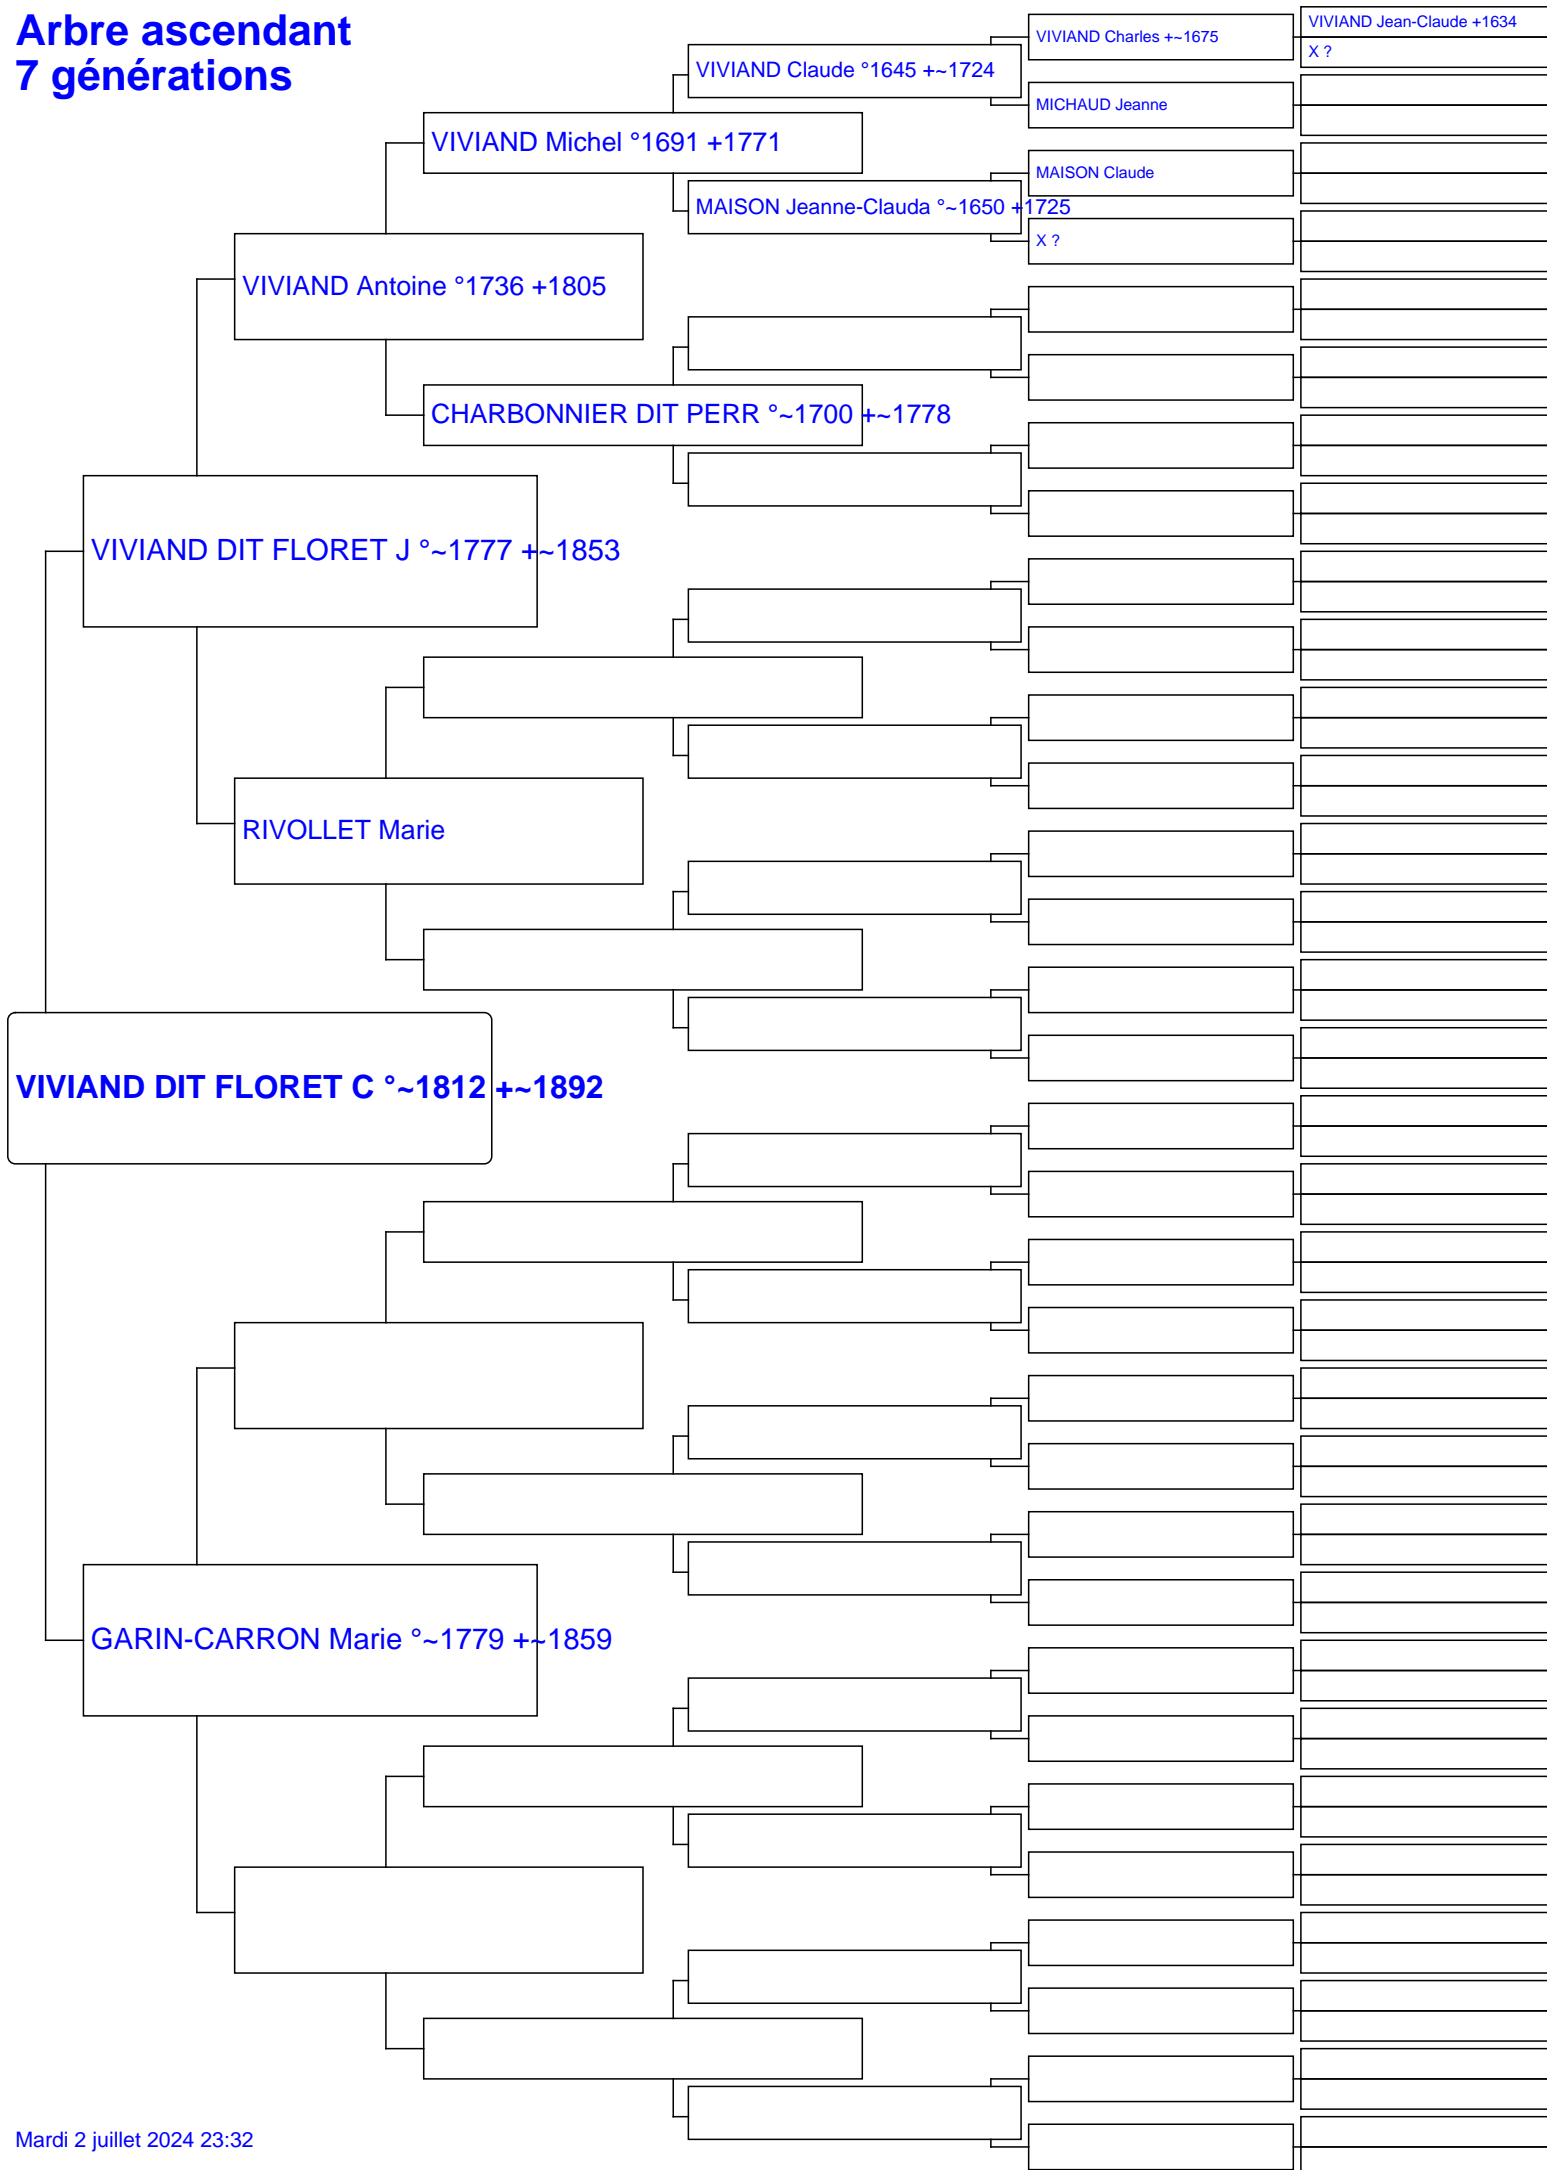 Arbre ascendant
7 générations
VIVIAND Jean-Claude +1634
X ?
VIVIAND Charles +~1675
VIVIAND Claude °1645 +~1724
MICHAUD Jeanne
VIVIAND Michel °1691 +1771
MAISON Claude
MAISON Jeanne-Clauda °~1650 +1725
X ?
VIVIAND Antoine °1736 +1805
CHARBONNIER DIT PERR °~1700 +~1778
VIVIAND DIT FLORET J °~1777 +~1853
RIVOLLET Marie
VIVIAND DIT FLORET C °~1812 +~1892
GARIN-CARRON Marie °~1779 +~1859
Mardi 2 juillet 2024 23:32